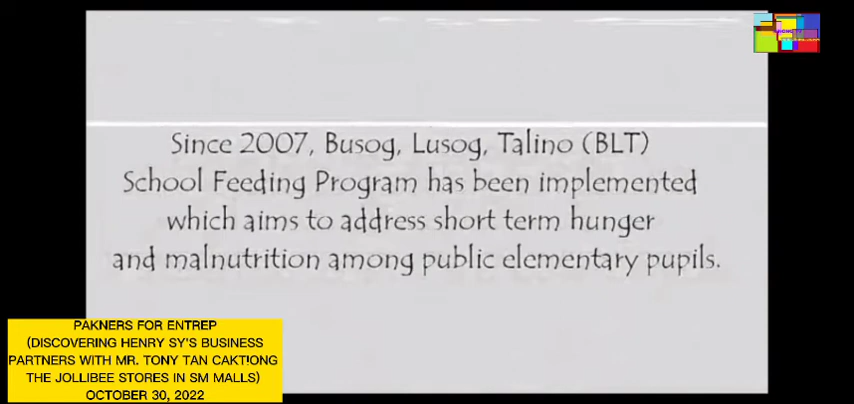 Since 2007, Busog, Lusog, Talino (BLT)
School Feeding Program has been implemented
which aims to address short term hunger
and malnutrition among public elementary pupils.
PAKNERS FOR ENTREP
(DISCOVERING HENRY SY'S BUSINESS
PARTNERS WITH MR. TONY TAN CAKTIONG
THE JOLLIBEE STORES IN SM MALLS)
OCTOBER 30, 2022